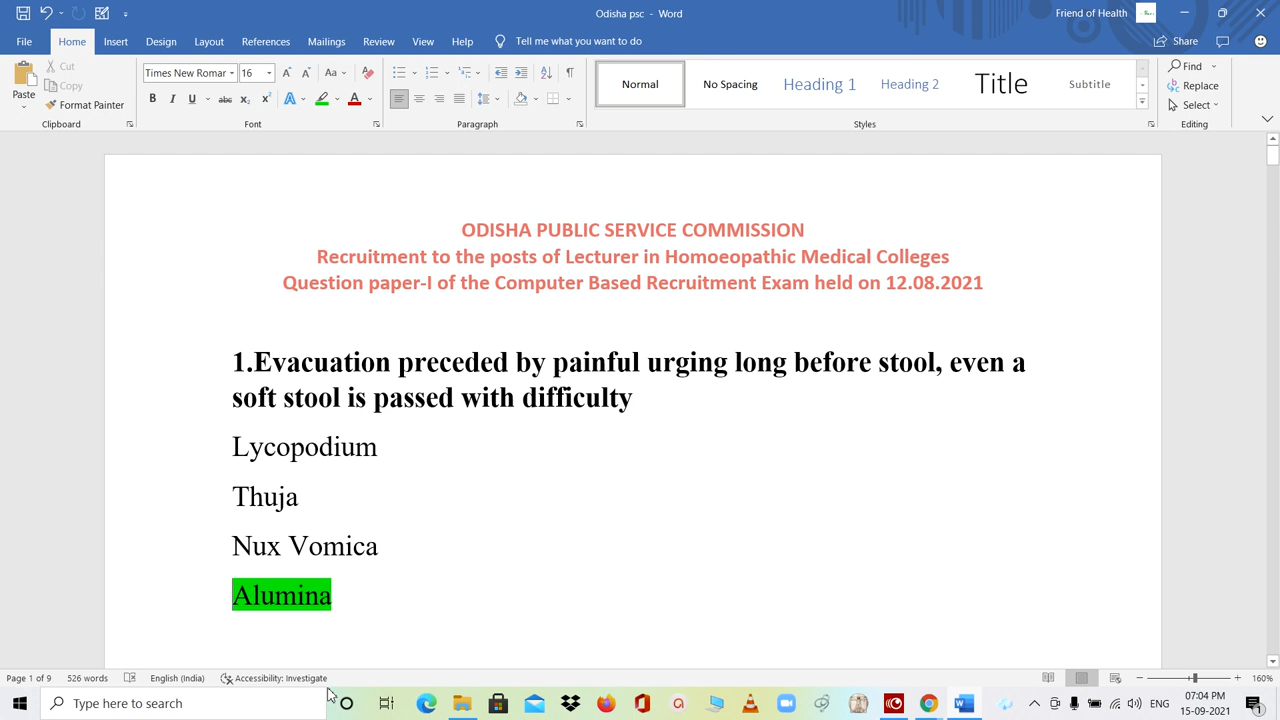 Odisha psc - Word
Friend of Health
File Home Insert Design Layout References Mailings Review View Help Tell me what you want to do Share
Paste Cut Copy Format Painter
Times New Romar 16
Normal No Spacing Heading 1 Heading 2 Title Subtitle
Find Replace Select
Clipboard Font Paragraph Styles Editing
ODISHA PUBLIC SERVICE COMMISSION
Recruitment to the posts of Lecturer in Homoeopathic Medical Colleges
Question paper-I of the Computer Based Recruitment Exam held on 12.08.2021
1.Evacuation preceded by painful urging long before stool, even a
soft stool is passed with difficulty
Lycopodium
Thuja
Nux Vomica
Alumina
Page 1 of 9 526 words English (India) Accessibility: Investigate 160%
Type here to search
07:04 PM
15-09-2021